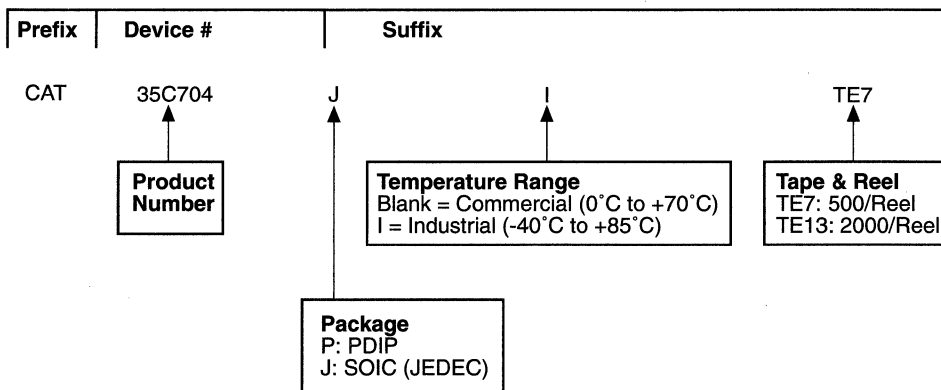 Prefix Device # Suffix
CAT 35C704 J I TE7
Product
Number
Temperature Range
Blank = Commercial (0˚C to +70˚C)
I = Industrial (-40˚C to +85˚C)
Tape & Reel
TE7: 500/Reel
TE13: 2000/Reel
Package
P: PDIP
J: SOIC (JEDEC)